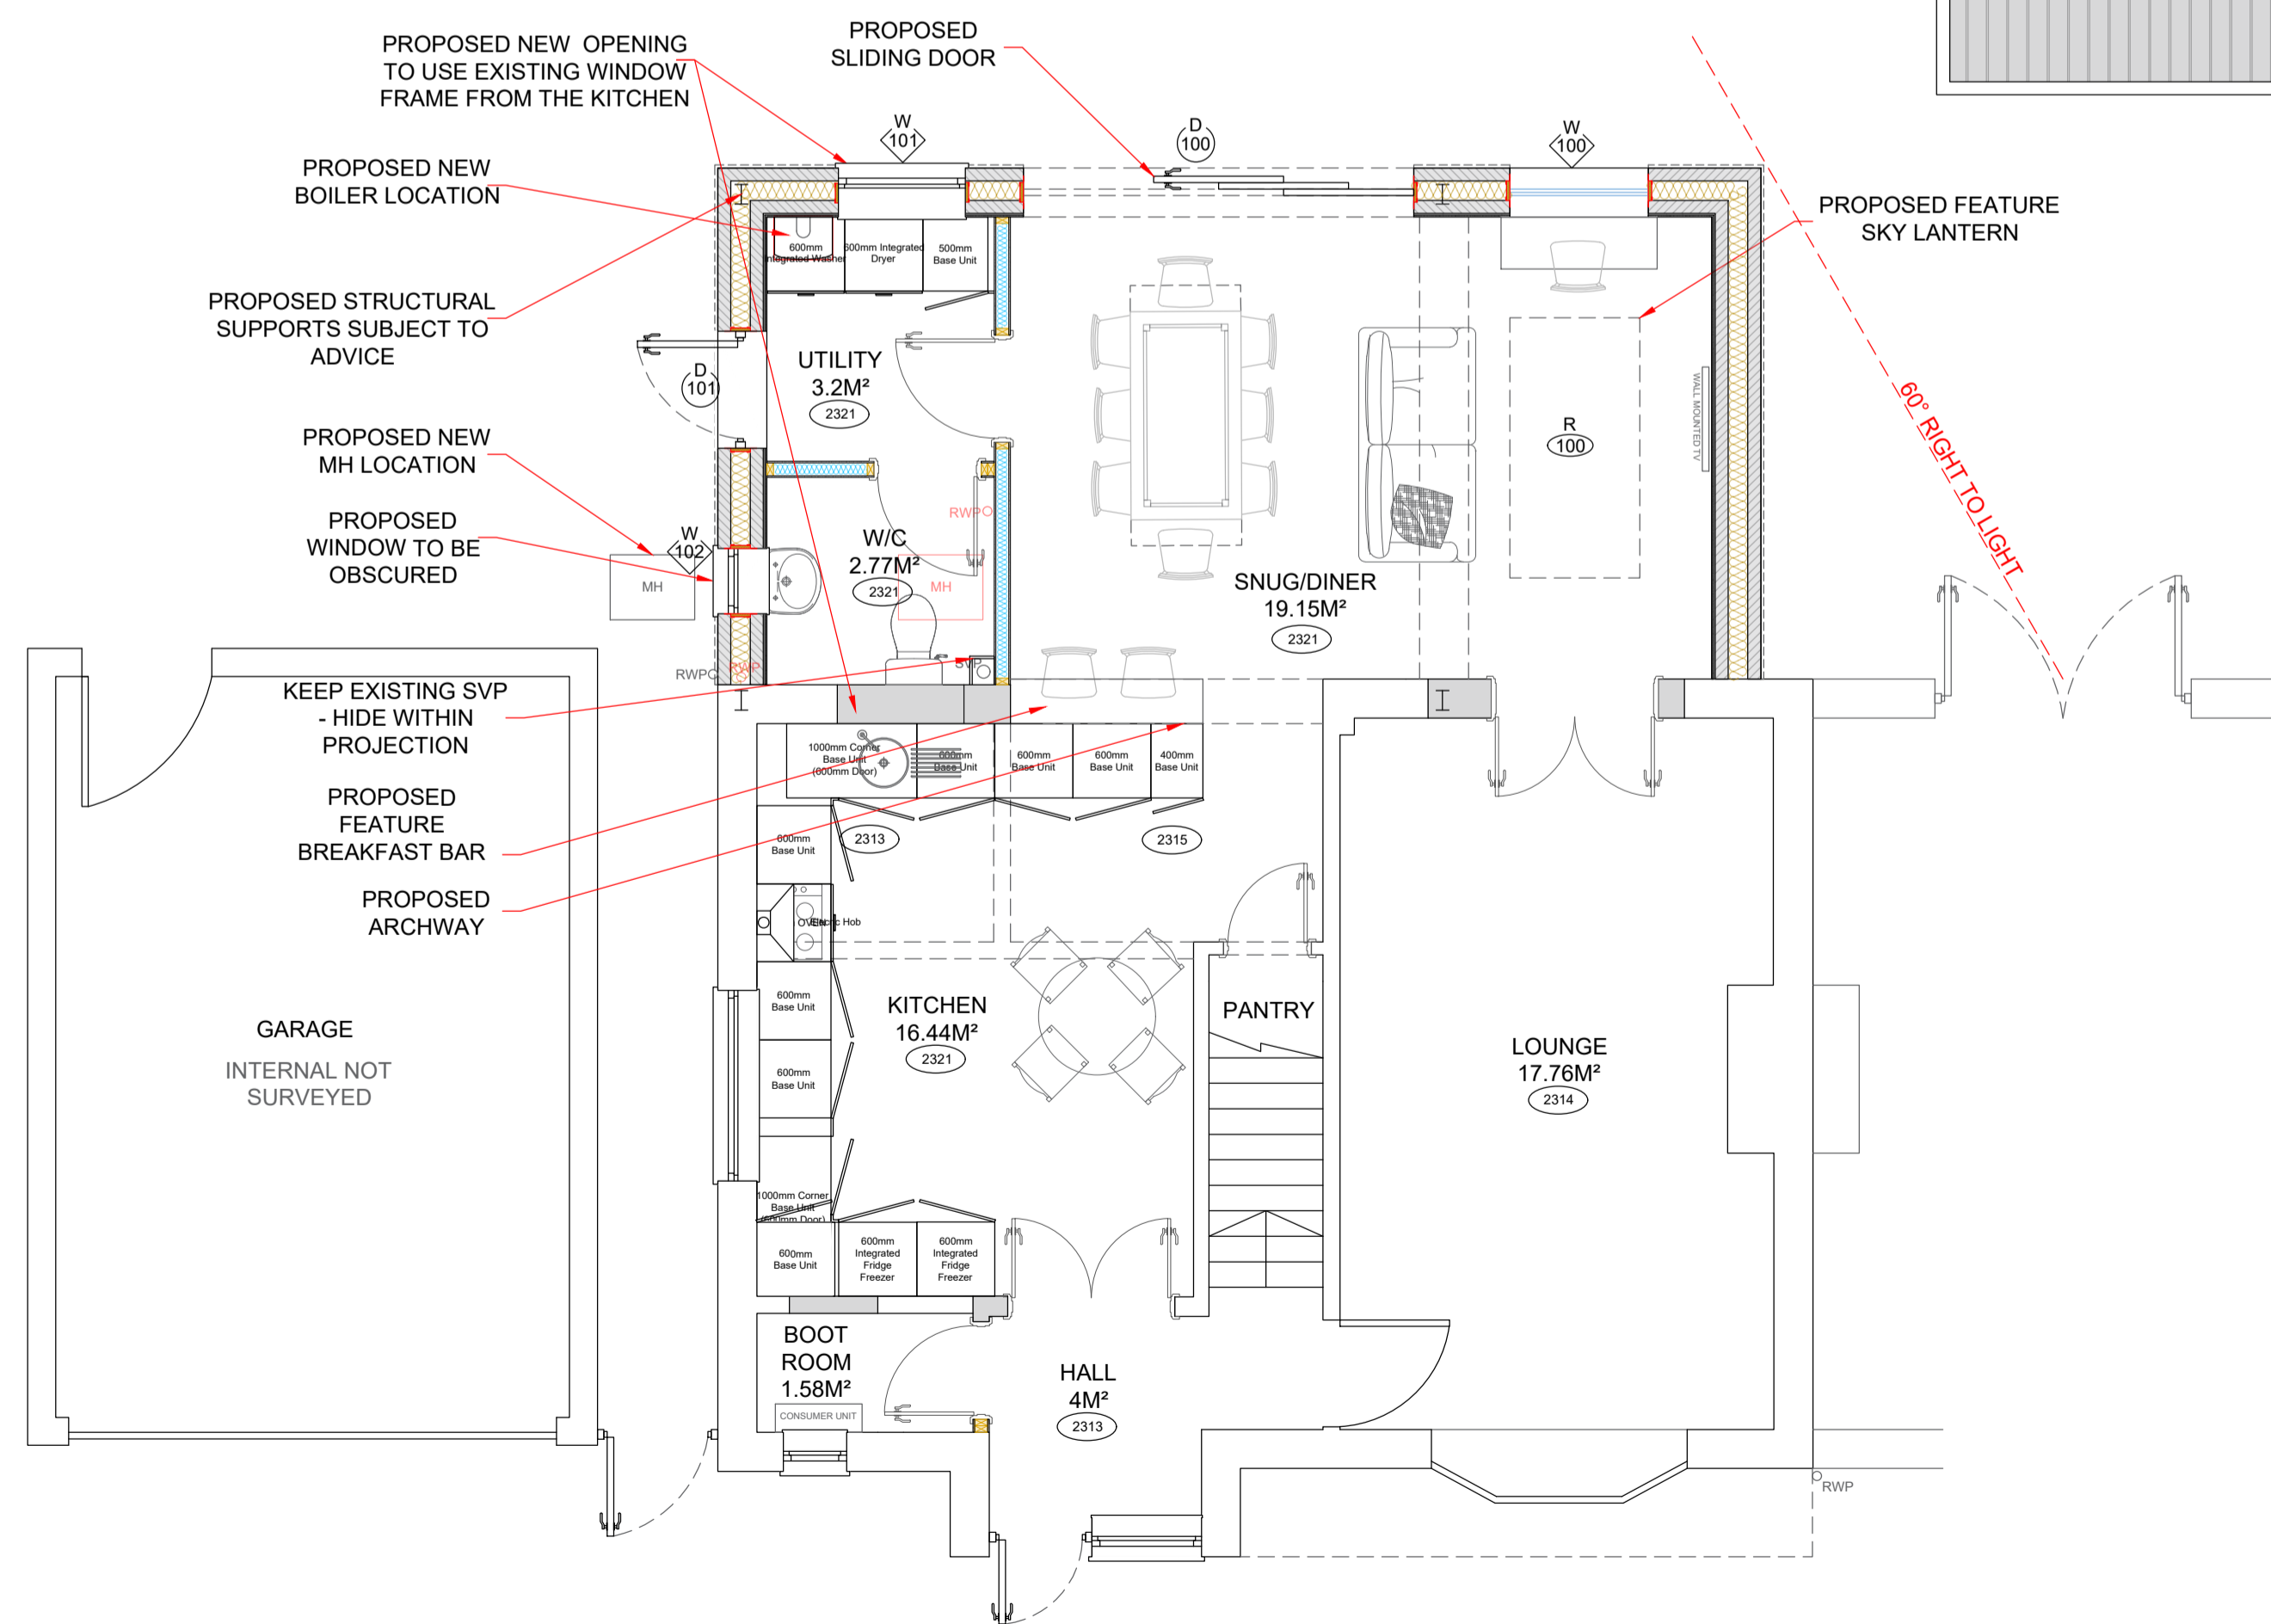 PROPOSED NEW OPENING
TO USE EXISTING WINDOW
FRAME FROM THE KITCHEN
PROPOSED
SLIDING DOOR
W
101
D
100
W
100
PROPOSED NEW
BOILER LOCATION
PROPOSED FEATURE
SKY LANTERN
600mm
Integrated Washer
600mm Integrated
Dryer
500mm
Base Unit
PROPOSED STRUCTURAL
SUPPORTS SUBJECT TO
ADVICE
UTILITY
3.2M²
2321
D
101
WALL MOUNTED TV
R
100
60° RIGHT TO LIGHT
PROPOSED NEW
MH LOCATION
PROPOSED
WINDOW TO BE
OBSCURED
W
102
MH
RWP
W/C
2.77M²
2321
MH
SNUG/DINER
19.15M²
2321
RWP
RWP
SVP
KEEP EXISTING SVP
- HIDE WITHIN
PROJECTION
1000mm Corner
Base Unit
(600mm Door)
600mm
Base Unit
600mm
Base Unit
600mm
Base Unit
400mm
Base Unit
PROPOSED
FEATURE
BREAKFAST BAR
600mm
Base Unit
2313
2315
PROPOSED
ARCHWAY
OVEN
Electric Hob
600mm
Base Unit
KITCHEN
16.44M²
2321
PANTRY
GARAGE
INTERNAL NOT
SURVEYED
600mm
Base Unit
LOUNGE
17.76M²
2314
1000mm Corner
Base Unit
(600mm Door)
600mm
Base Unit
600mm
Integrated
Fridge
Freezer
600mm
Integrated
Fridge
Freezer
BOOT
ROOM
1.58M²
CONSUMER UNIT
HALL
4M²
2313
RWP